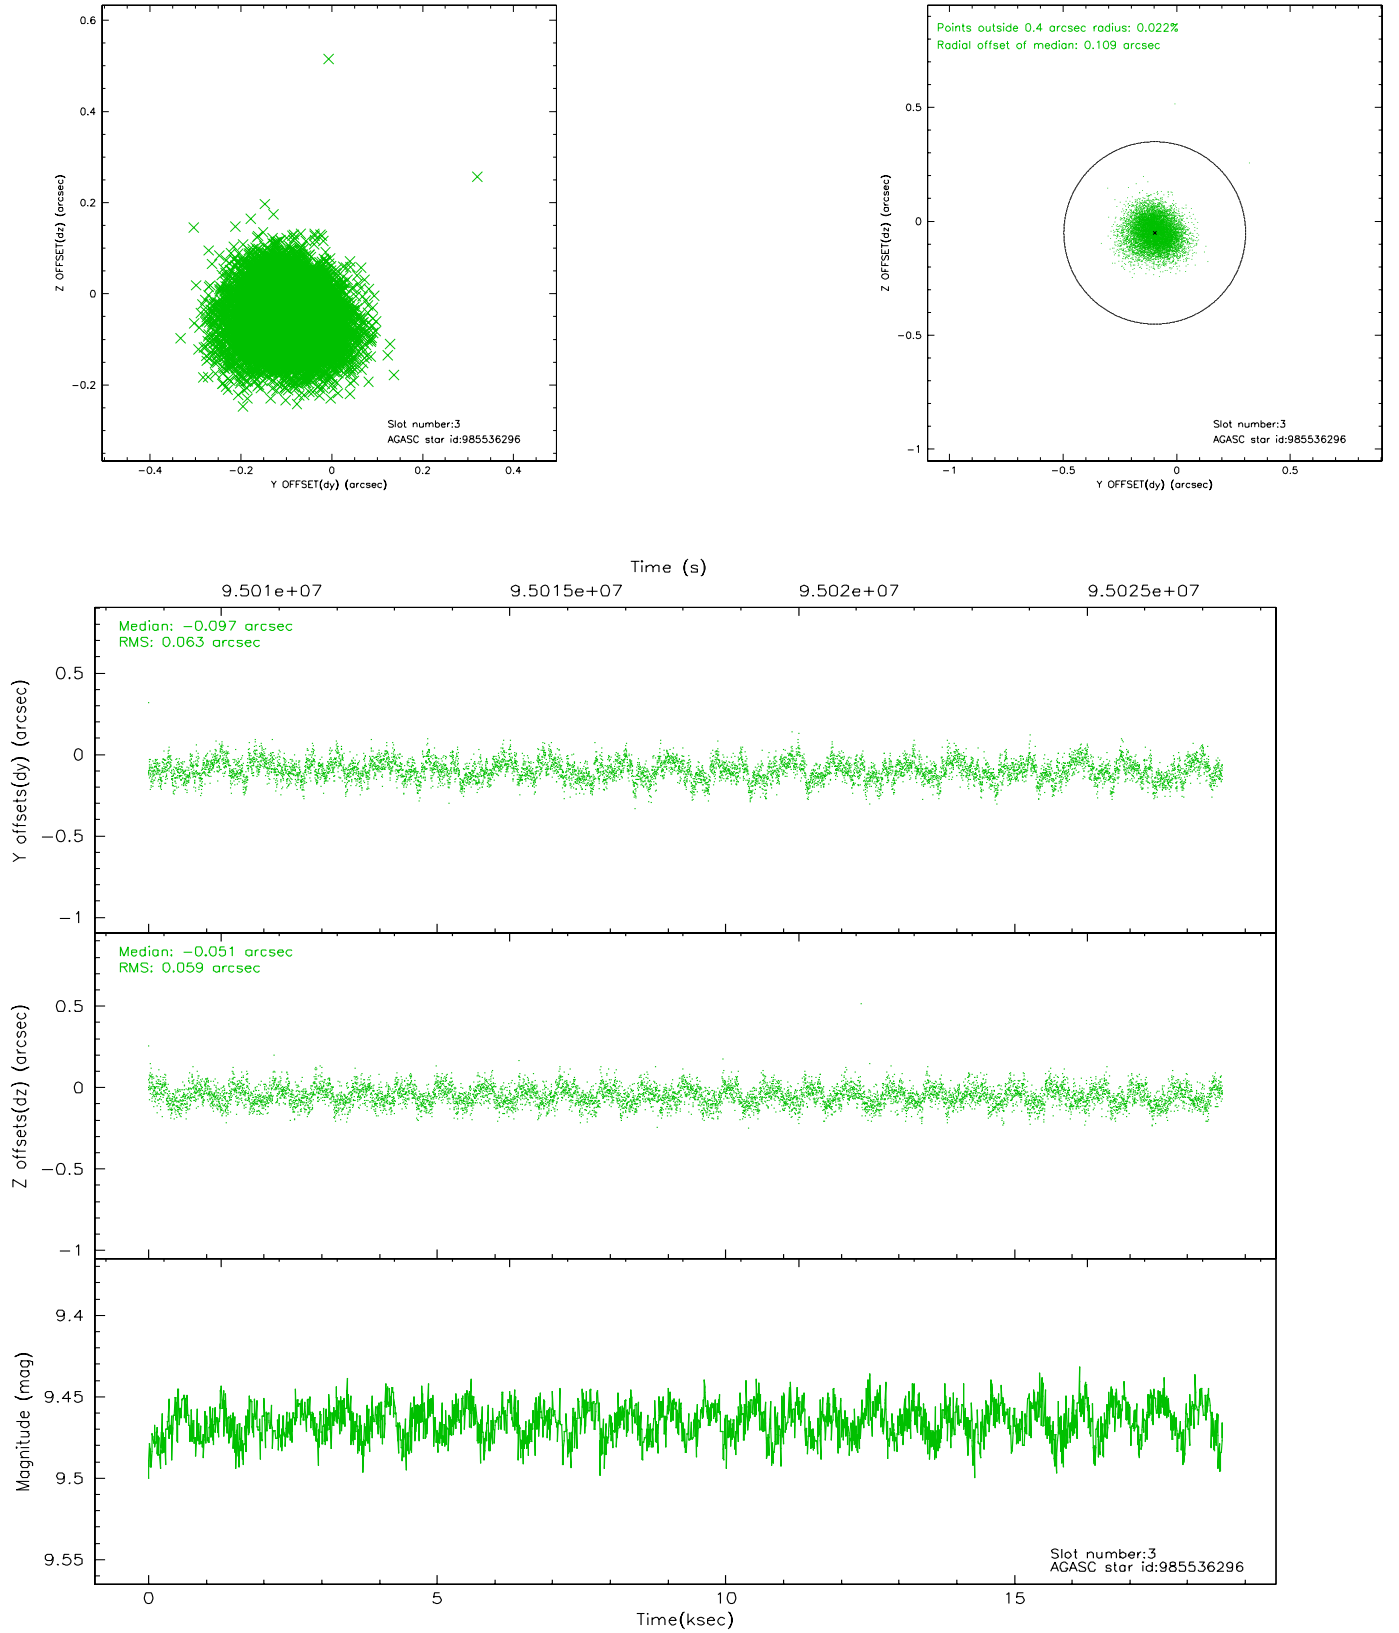 0.6
0.4
0.2
0
−0.2
Z OFFSET(dz) (arcsec)
Slot number:3
AGASC star id:985536296
−0.4 −0.2 0 0.2 0.4
Y OFFSET(dy) (arcsec)
Points outside 0.4 arcsec radius: 0.022%
Radial offset of median: 0.109 arcsec
0.5
0
−0.5
−1
Z OFFSET(dz) (arcsec)
Slot number:3
AGASC star id:985536296
−1 −0.5 0 0.5
Y OFFSET(dy) (arcsec)
Time (s)
9.501e+07 9.5015e+07 9.502e+07 9.5025e+07
Median: −0.097 arcsec
RMS: 0.063 arcsec
0.5
0
−0.5
−1
Y offsets(dy) (arcsec)
Median: −0.051 arcsec
RMS: 0.059 arcsec
0.5
0
−0.5
−1
Z offsets(dz) (arcsec)
9.4
9.45
9.5
9.55
Magnitude (mag)
Slot number:3
AGASC star id:985536296
0 5 10 15
Time(ksec)